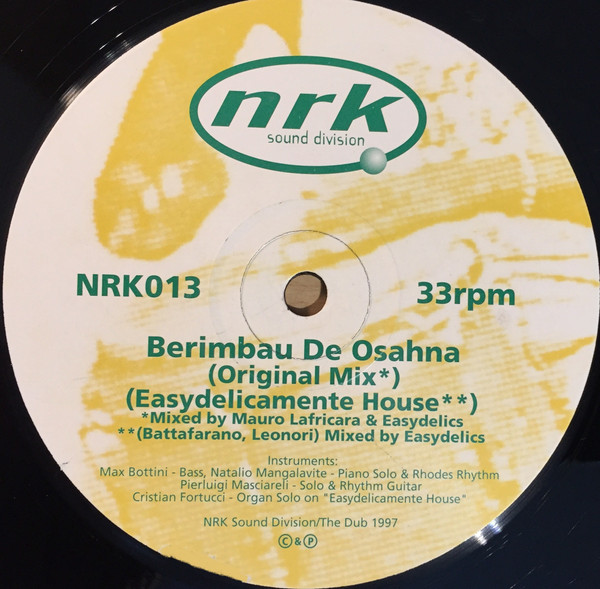 nrk
sound division
NRK013
33rpm
Berimbau De Osahna
(Original Mix*)
(Easydelicamente House**)
*Mixed by Mauro Lafricara & Easydelics
**(Battafarano, Leonori) Mixed by Easydelics
Instruments:
Max Bottini - Bass, Natalio Mangalavite - Piano Solo & Rhodes Rhythm
Pierluigi Masciareli - Solo & Rhythm Guitar
Cristian Fortucci - Organ Solo on "Easydelicamente House"
NRK Sound Division/The Dub 1997
© & ℗